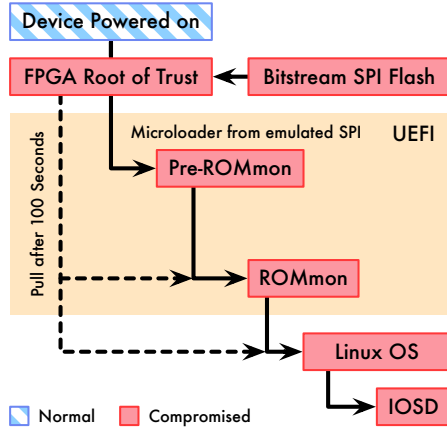 Device Powered on
FPGA Root of Trust
Bitstream SPI Flash
Microloader from emulated SPI
UEFI
Pre-ROMmon
Pull after 100 Seconds
ROMmon
Linux OS
IOSD
Normal
Compromised